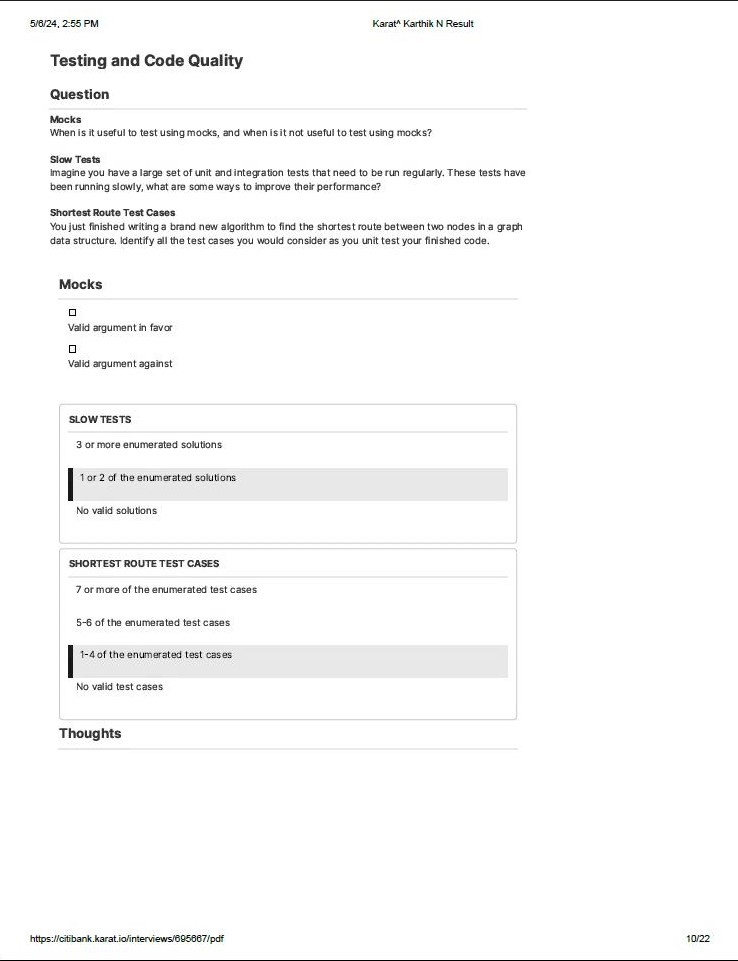 5/6/24, 2:55 PM
Karat^ Karthik N Result
Testing and Code Quality
Question
Mocks
When is it useful to test using mocks, and when is it not useful to test using mocks?
Slow Tests
Imagine you have a large set of unit and integration tests that need to be run regularly. These tests have
been running slowly, what are some ways to improve their performance?
Shortest Route Test Cases
You just finished writing a brand new algorithm to find the shortest route between two nodes in a graph
data structure. Identify all the test cases you would consider as you unit test your finished code.
Mocks
Valid argument in favor
Valid argument against
SLOW TESTS
3 or more enumerated solutions
1 or 2 of the enumerated solutions
No valid solutions
SHORTEST ROUTE TEST CASES
7 or more of the enumerated test cases
5-6 of the enumerated test cases
1-4 of the enumerated test cases
No valid test cases
Thoughts
https://citibank.karat.io/interviews/695667/pdf
10/22